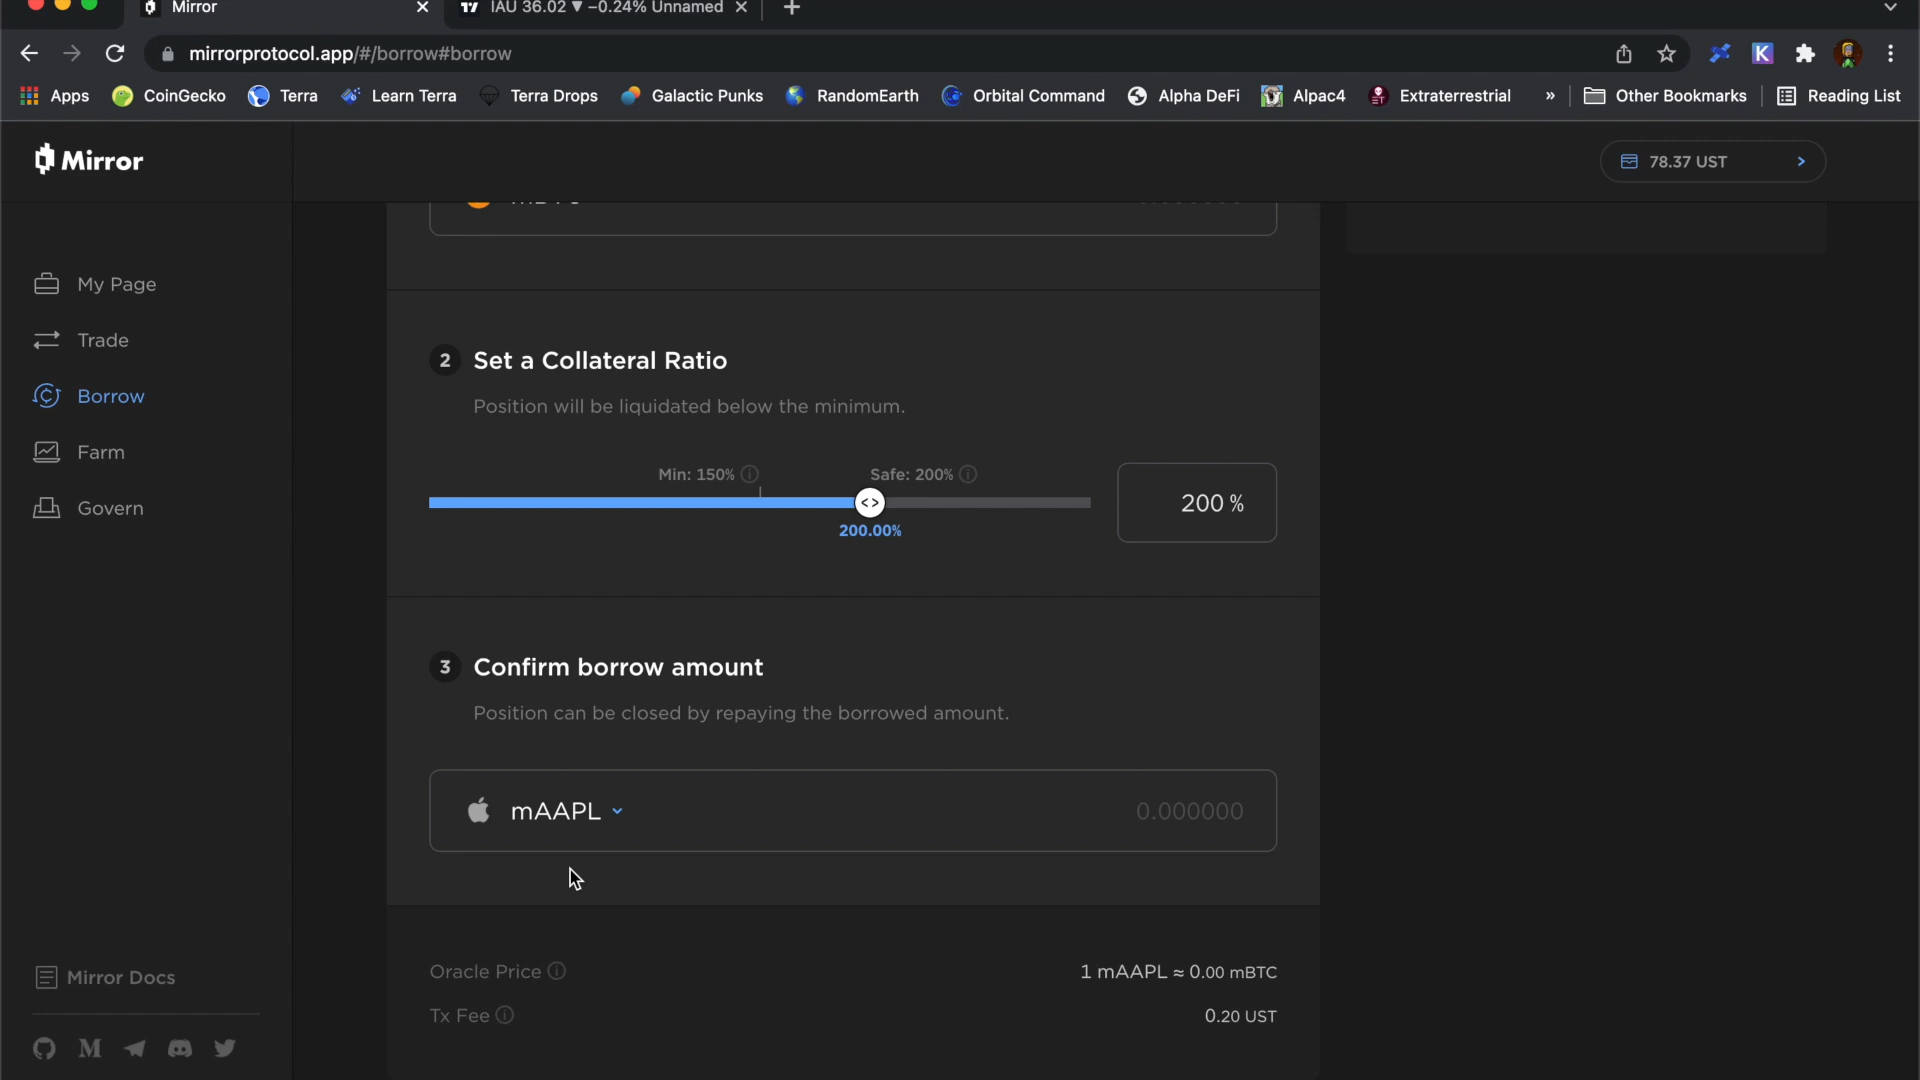 Mirror
IAU 36.02 ▼ −0.24% Unnamed
mirrorprotocol.app/#/borrow#borrow
Apps CoinGecko Terra Learn Terra Terra Drops Galactic Punks RandomEarth Orbital Command Alpha DeFi Alpac4 Extraterrestrial » Other Bookmarks Reading List
Mirror
78.37 UST
My Page
Trade
Borrow
Farm
Govern
Mirror Docs
2 Set a Collateral Ratio
Position will be liquidated below the minimum.
Min: 150% Safe: 200%
200 %
200.00%
3 Confirm borrow amount
Position can be closed by repaying the borrowed amount.
mAAPL 0.000000
Oracle Price 1 mAAPL ≈ 0.00 mBTC
Tx Fee 0.20 UST